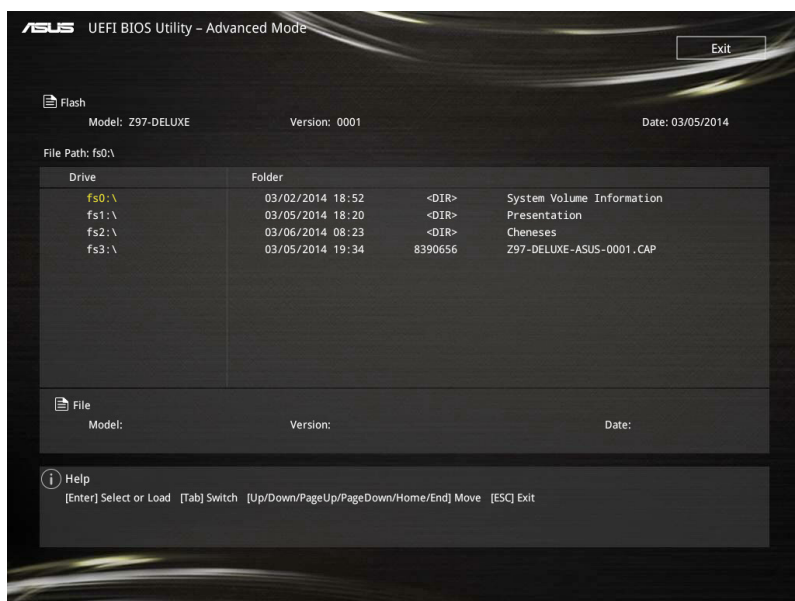 ASUS UEFI BIOS Utility – Advanced Mode
Exit
Flash
Model: Z97-DELUXE Version: 0001 Date: 03/05/2014
File Path: fs0:\
Drive Folder
fs0:\ 03/02/2014 18:52 <DIR> System Volume Information
fs1:\ 03/05/2014 18:20 <DIR> Presentation
fs2:\ 03/06/2014 08:23 <DIR> Cheneses
fs3:\ 03/05/2014 19:34 8390656 Z97-DELUXE-ASUS-0001.CAP
File
Model: Version: Date:
Help
[Enter] Select or Load [Tab] Switch [Up/Down/PageUp/PageDown/Home/End] Move [ESC] Exit